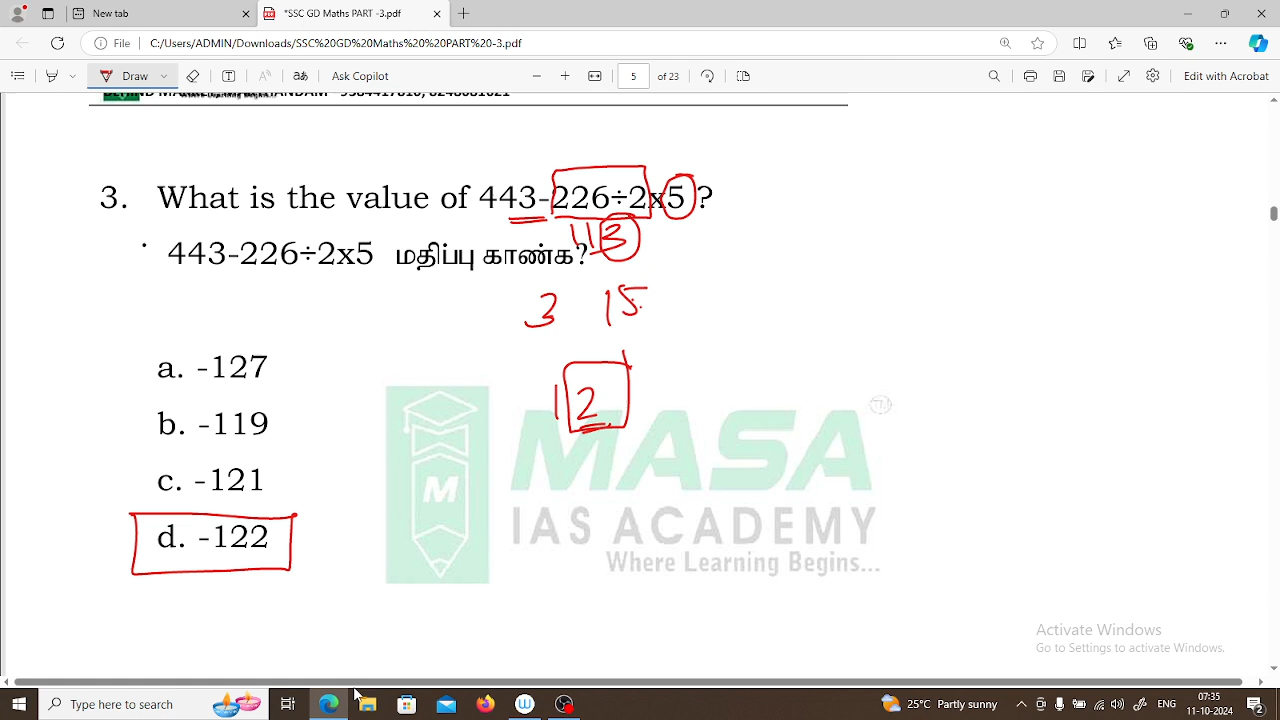 New tab
*SSC GD Maths PART -3.pdf
File
C:/Users/ADMIN/Downloads/SSC%20GD%20Maths%20%20PART%20-3.pdf
Draw
Ask Copilot
5 of 23
Edit with Acrobat
3. What is the value of 443-226÷2x5 ?
113
443-226÷2x5 மதிப்பு காண்க?
3 15
a. -127
12
b. -119
c. -121
d. -122
M
MASA
IAS ACADEMY
Where Learning Begins...
Activate Windows
Go to Settings to activate Windows.
Type here to search
25°C Partly sunny
ENG
07:35
11-10-2024